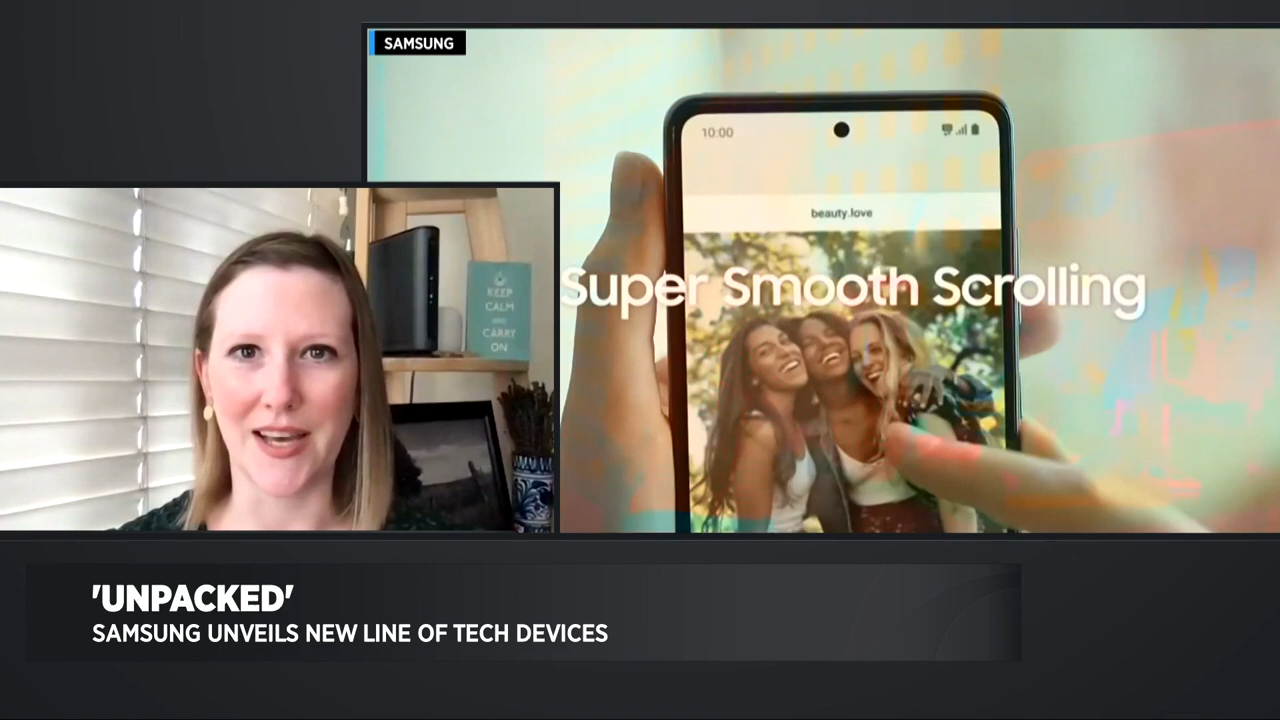 SAMSUNG
10:00
beauty.love
Super Smooth Scrolling
KEEP
CALM
AND
CARRY
ON
'UNPACKED'
SAMSUNG UNVEILS NEW LINE OF TECH DEVICES